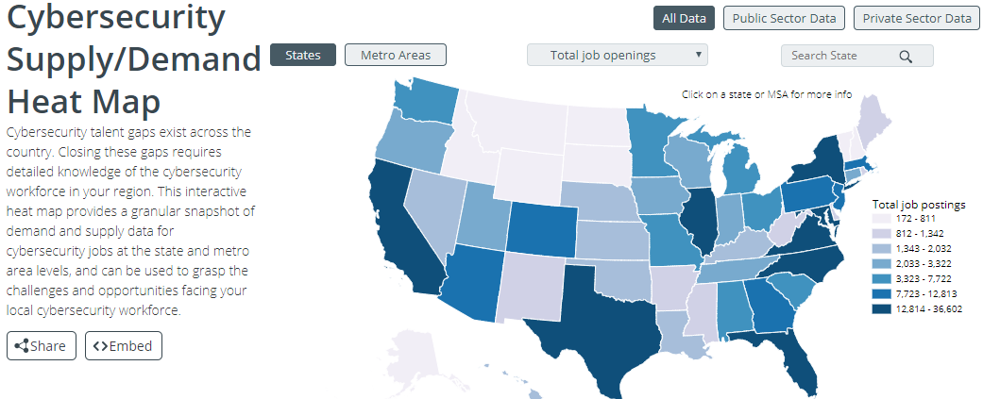 Cybersecurity
Supply/Demand
Heat Map
Cybersecurity talent gaps exist across the
country. Closing these gaps requires
detailed knowledge of the cybersecurity
workforce in your region. This interactive
heat map provides a granular snapshot of
demand and supply data for
cybersecurity jobs at the state and metro
area levels, and can be used to grasp the
challenges and opportunities facing your
local cybersecurity workforce.
Share Embed
All Data Public Sector Data Private Sector Data
States Metro Areas Total job openings Search State
Click on a state or MSA for more info
Total job postings
172 - 811
812 - 1,342
1,343 - 2,032
2,033 - 3,322
3,323 - 7,722
7,723 - 12,813
12,814 - 36,602